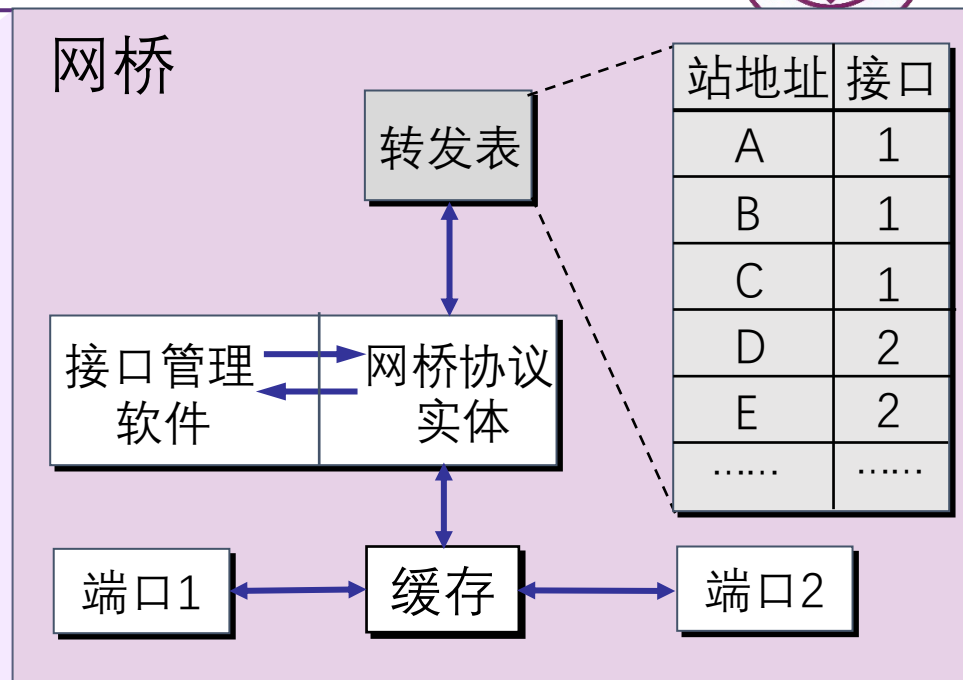 网桥
站地址 接口
转发表
A 1
B 1
C 1
D 2
E 2
…… ……
接口管理
软件
网桥协议
实体
端口1
缓存
端口2